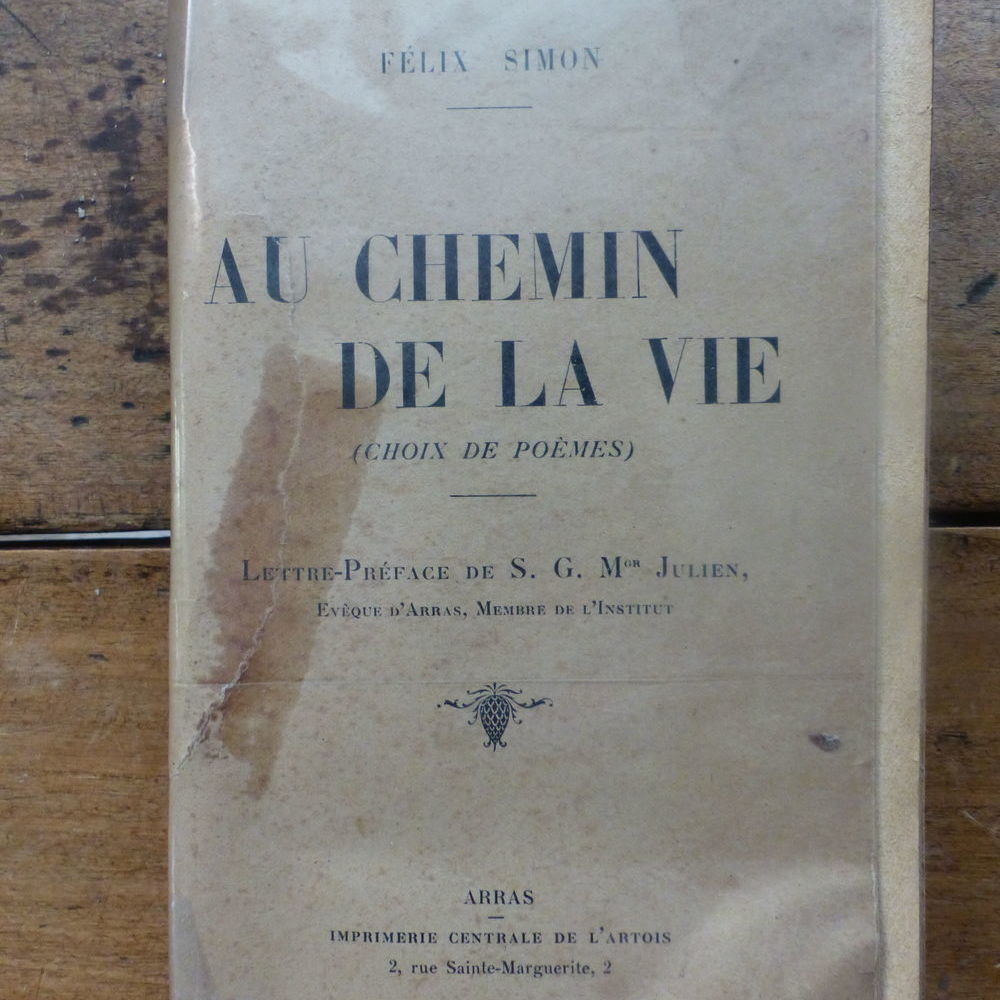 FÉLIX SIMON
AU CHEMIN
DE LA VIE
(CHOIX DE POÈMES)
LETTRE-PRÉFACE DE S. G. MGR JULIEN,
EVÊQUE D'ARRAS, MEMBRE DE L'INSTITUT
ARRAS
IMPRIMERIE CENTRALE DE L'ARTOIS
2, rue Sainte-Marguerite, 2